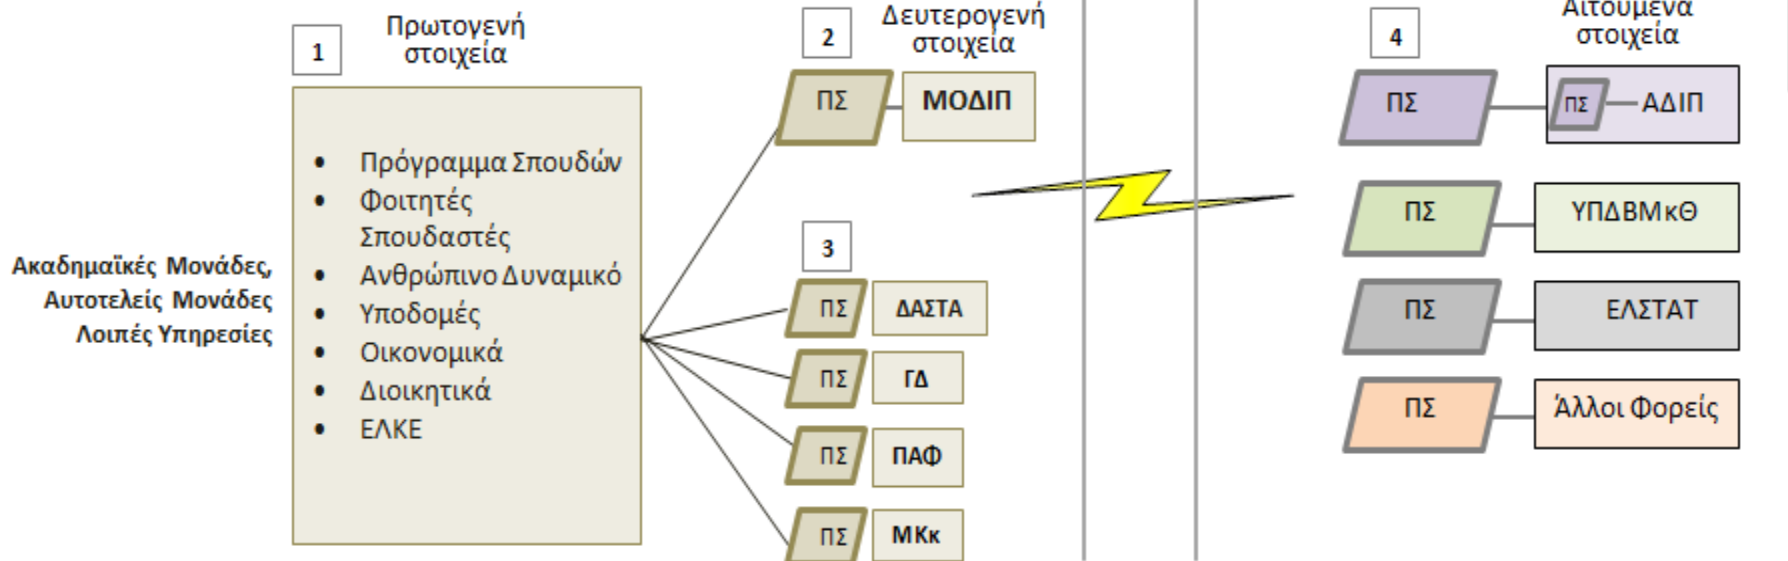 1
Πρωτογενή
στοιχεία
Ακαδημαϊκές Μονάδες,
Αυτοτελείς Μονάδες
Λοιπές Υπηρεσίες
• Πρόγραμμα Σπουδών
• Φοιτητές
Σπουδαστές
• Ανθρώπινο Δυναμικό
• Υποδομές
• Οικονομικά
• Διοικητικά
• ΕΛΚΕ
2
Δευτερογενή
στοιχεία
ΠΣ ΜΟΔΙΠ
3
ΠΣ ΔΑΣΤΑ
ΠΣ ΓΔ
ΠΣ ΠΑΦ
ΠΣ ΜΚκ
4
Αιτούμενα
στοιχεία
ΠΣ ΠΣ ΑΔΙΠ
ΠΣ ΥΠΔΒΜκΘ
ΠΣ ΕΛΣΤΑΤ
ΠΣ Άλλοι Φορείς